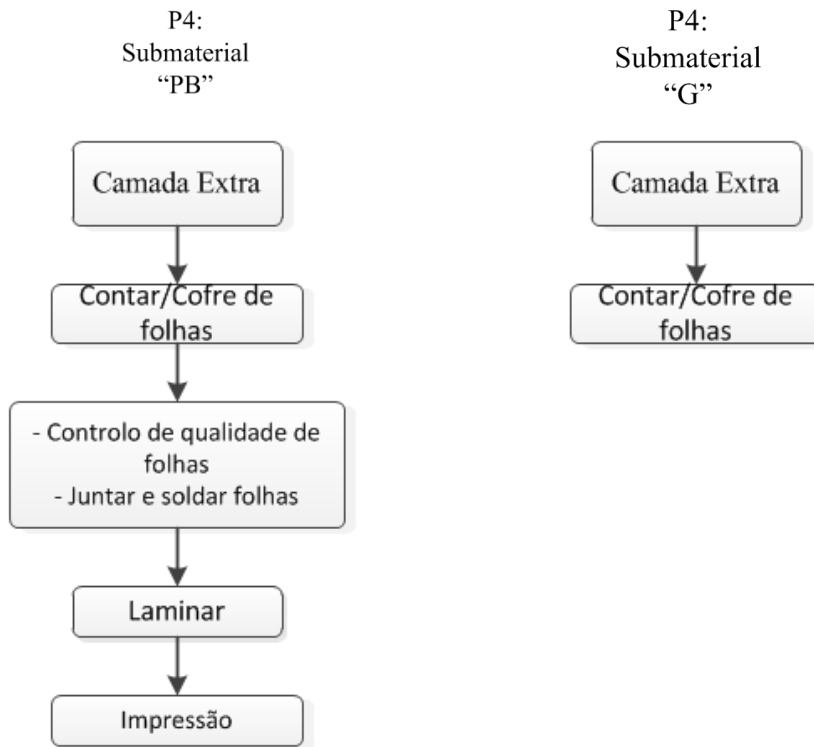 P4:
Submaterial
“PB”
Camada Extra
Contar/Cofre de
folhas
- Controlo de qualidade de
folhas
- Juntar e soldar folhas
Laminar
Impressão
P4:
Submaterial
“G”
Camada Extra
Contar/Cofre de
folhas